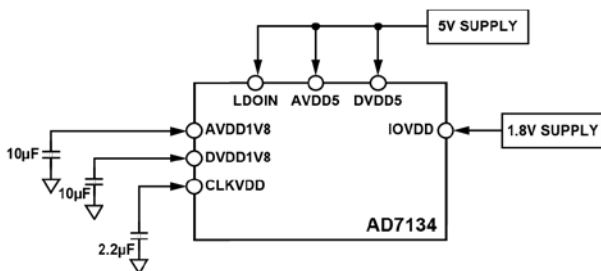 5V SUPPLY
LDOIN AVDD5 DVDD5
AVDD1V8
IOVDD
1.8V SUPPLY
10µF
DVDD1V8
10µF
CLKVDD
AD7134
2.2µF